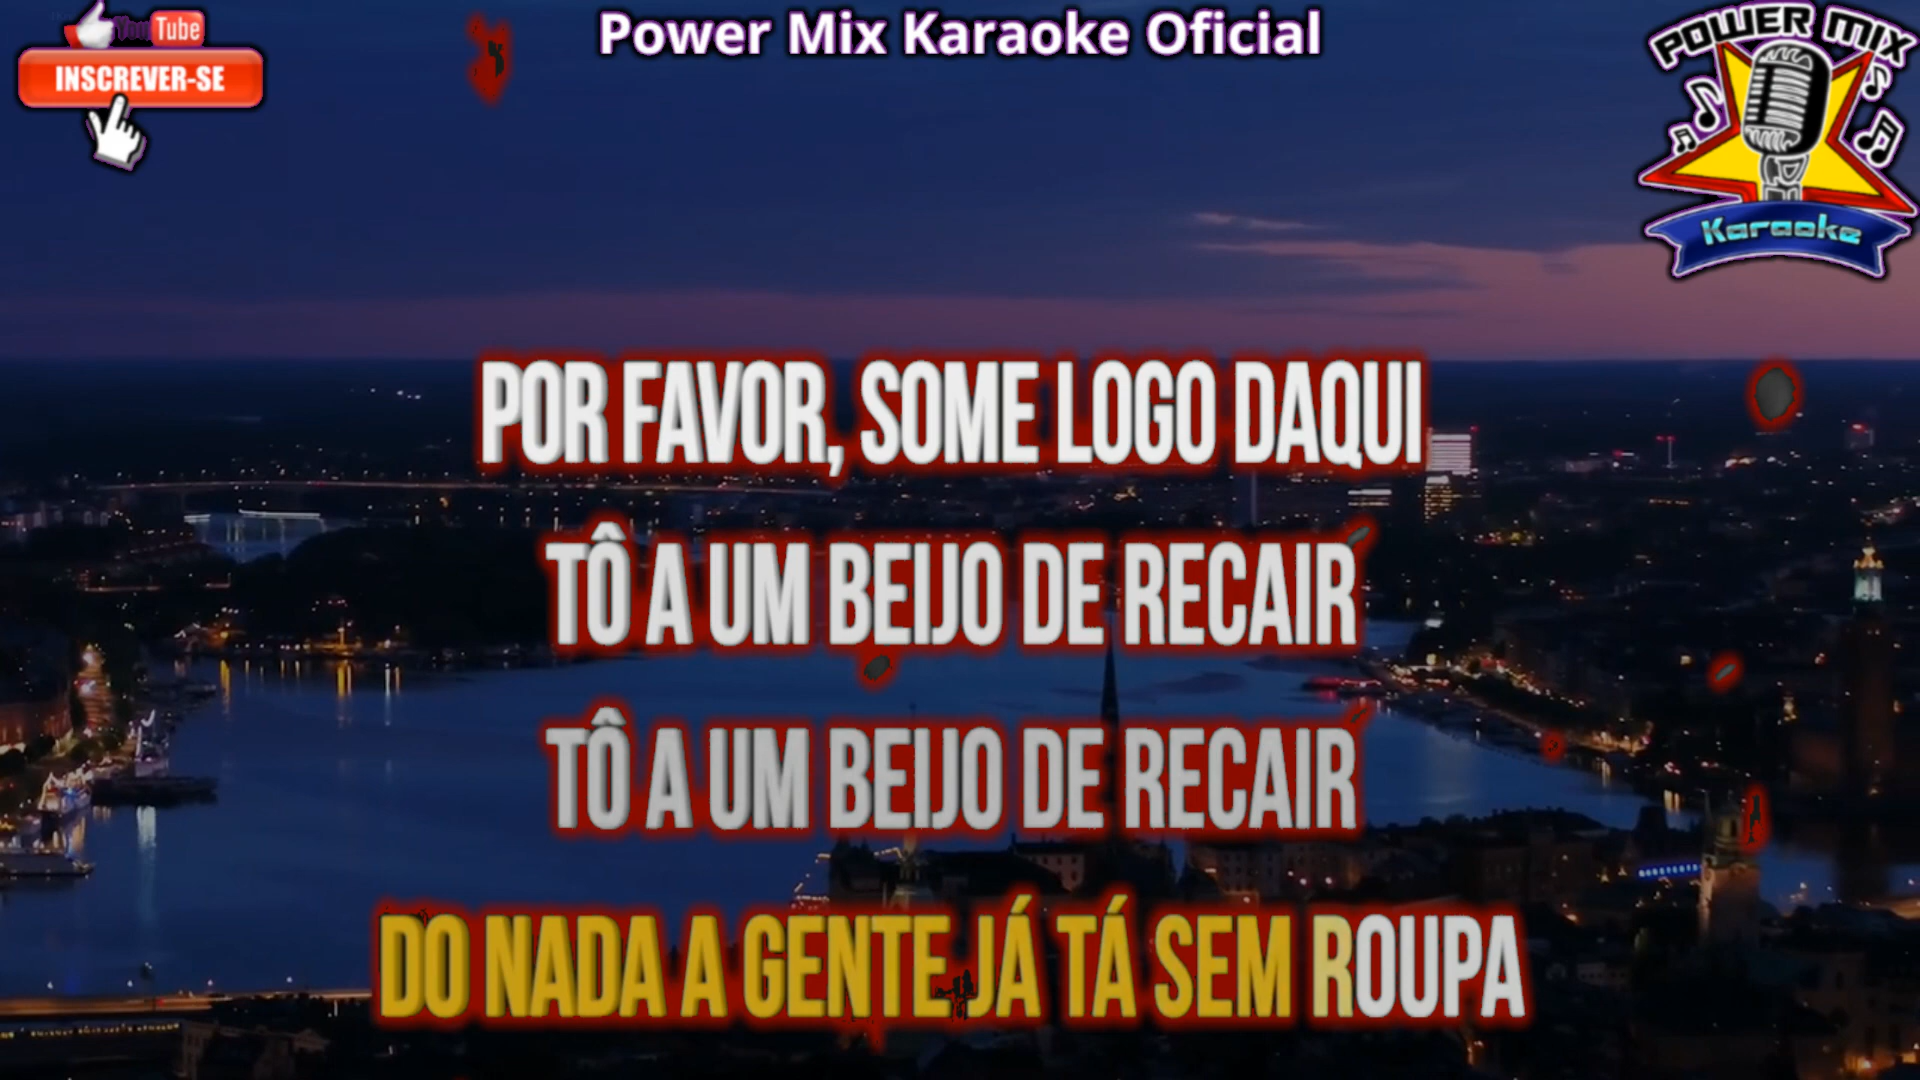 YouTube
INSCREVER-SE
Power Mix Karaoke Oficial
POWER MIX
Karaoke
POR FAVOR, SOME LOGO DAQUI
TÔ A UM BEIJO DE RECAIR
TÔ A UM BEIJO DE RECAIR
DO NADA A GENTE JÁ TÁ SEM ROUPA